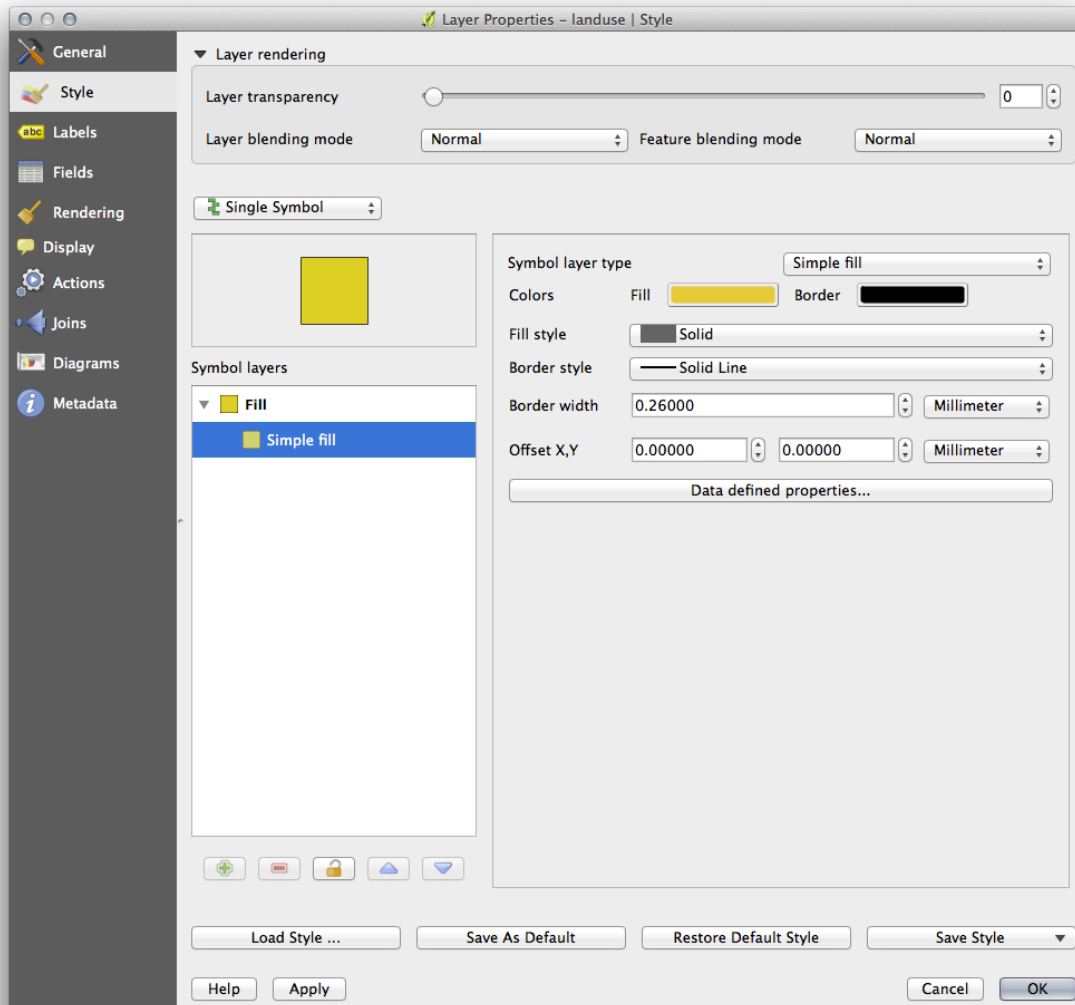 Layer Properties - landuse | Style
General
Style
abc Labels
Fields
Rendering
Display
Actions
Joins
Diagrams
i Metadata
Layer rendering
Layer transparency 0
Layer blending mode Normal Feature blending mode Normal
Single Symbol
Symbol layers
Fill
Simple fill
Symbol layer type Simple fill
Colors Fill Border
Fill style Solid
Border style Solid Line
Border width 0.26000 Millimeter
Offset X,Y 0.00000 0.00000 Millimeter
Data defined properties...
Load Style ... Save As Default Restore Default Style Save Style
Help Apply Cancel OK